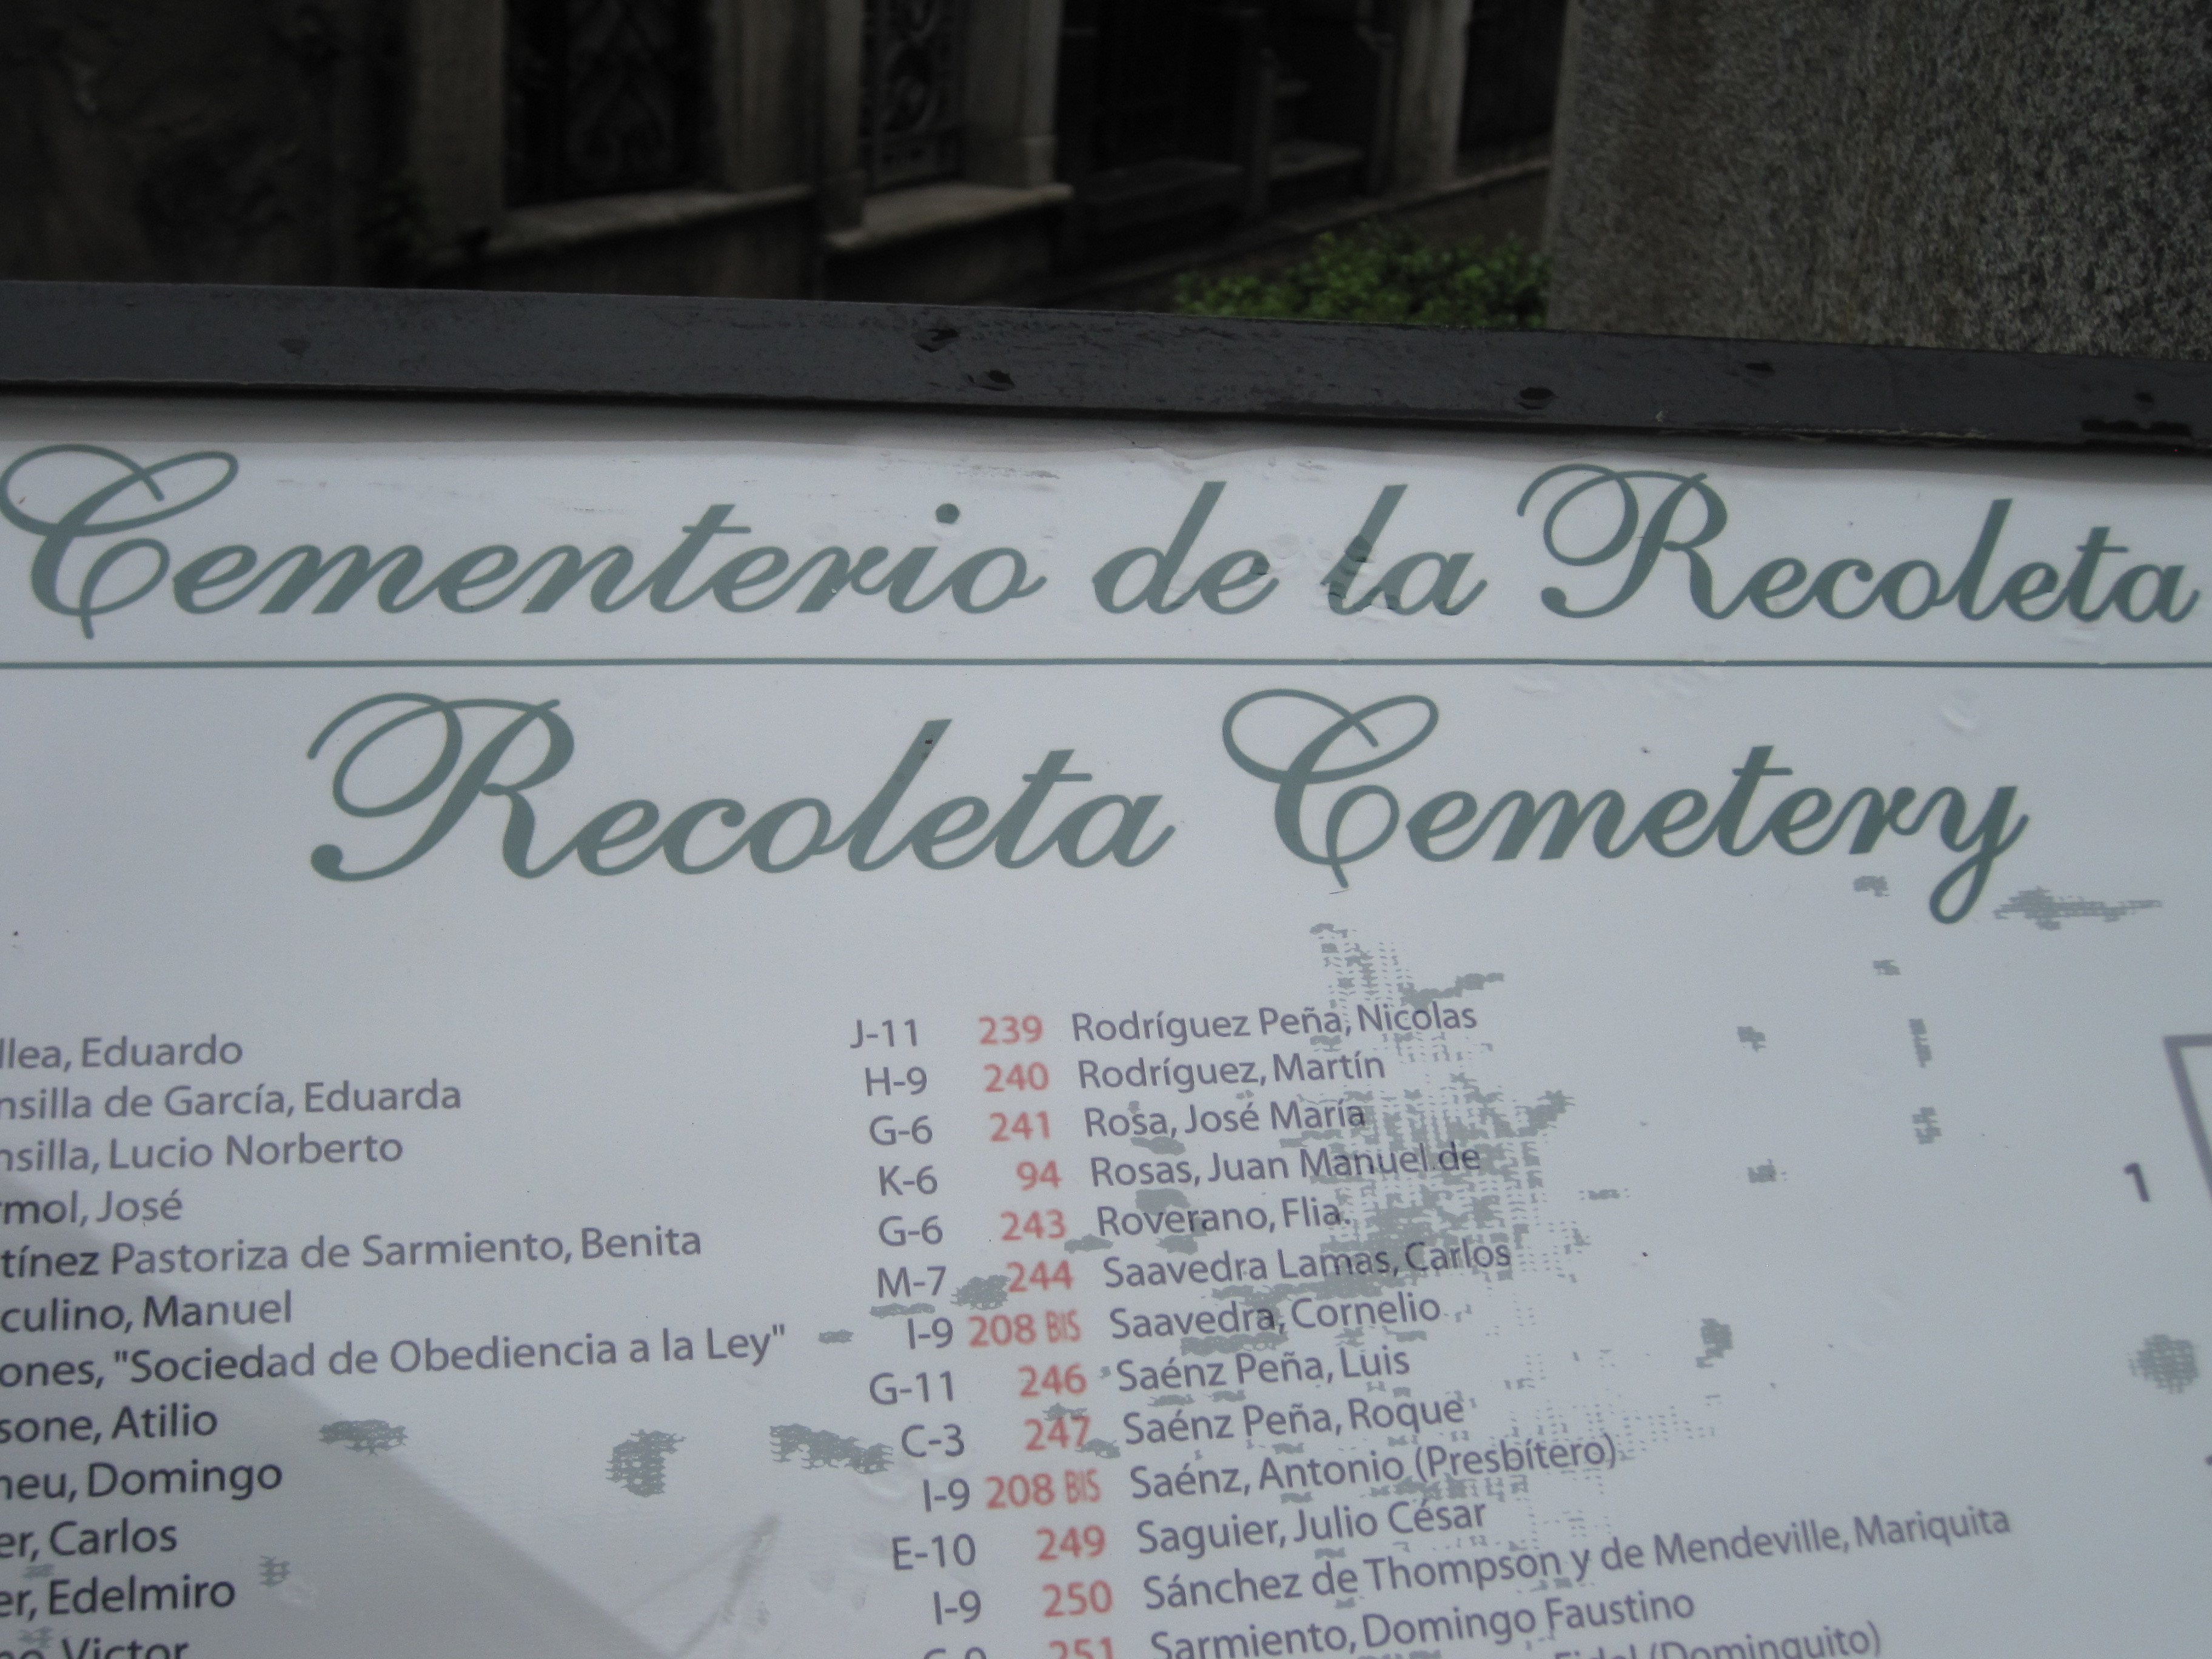 Cementerio de la Recoleta
Recoleta Cemetery
llea, Eduardo J-11 239 Rodríguez Peña, Nicolas
nsilla de García, Eduarda H-9 240 Rodríguez, Martín
nsilla, Lucio Norberto G-6 241 Rosa, José María
rmol, José K-6 94 Rosas, Juan Manuel de
tínez Pastoriza de Sarmiento, Benita G-6 243 Roverano, Flia.
culino, Manuel M-7 244 Saavedra Lamas, Carlos
ones, "Sociedad de Obediencia a la Ley" I-9 208 BIS Saavedra, Cornelio
sone, Atilio G-11 246 Saénz Peña, Luis
heu, Domingo C-3 247 Saénz Peña, Roque
er, Carlos I-9 208 BIS Saénz, Antonio (Presbítero)
er, Edelmiro E-10 249 Saguier, Julio César
Victor I-9 250 Sánchez de Thompson y de Mendeville, Mariquita
251 Sarmiento, Domingo Faustino
(Dominguito)
1